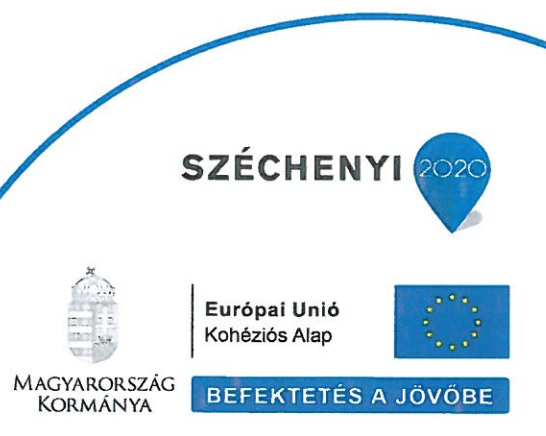 SZÉCHENYI 2020
Európai Unió
Kohéziós Alap
MAGYARORSZÁG
KORMÁNYA
BEFEKTETÉS A JÖVŐBE